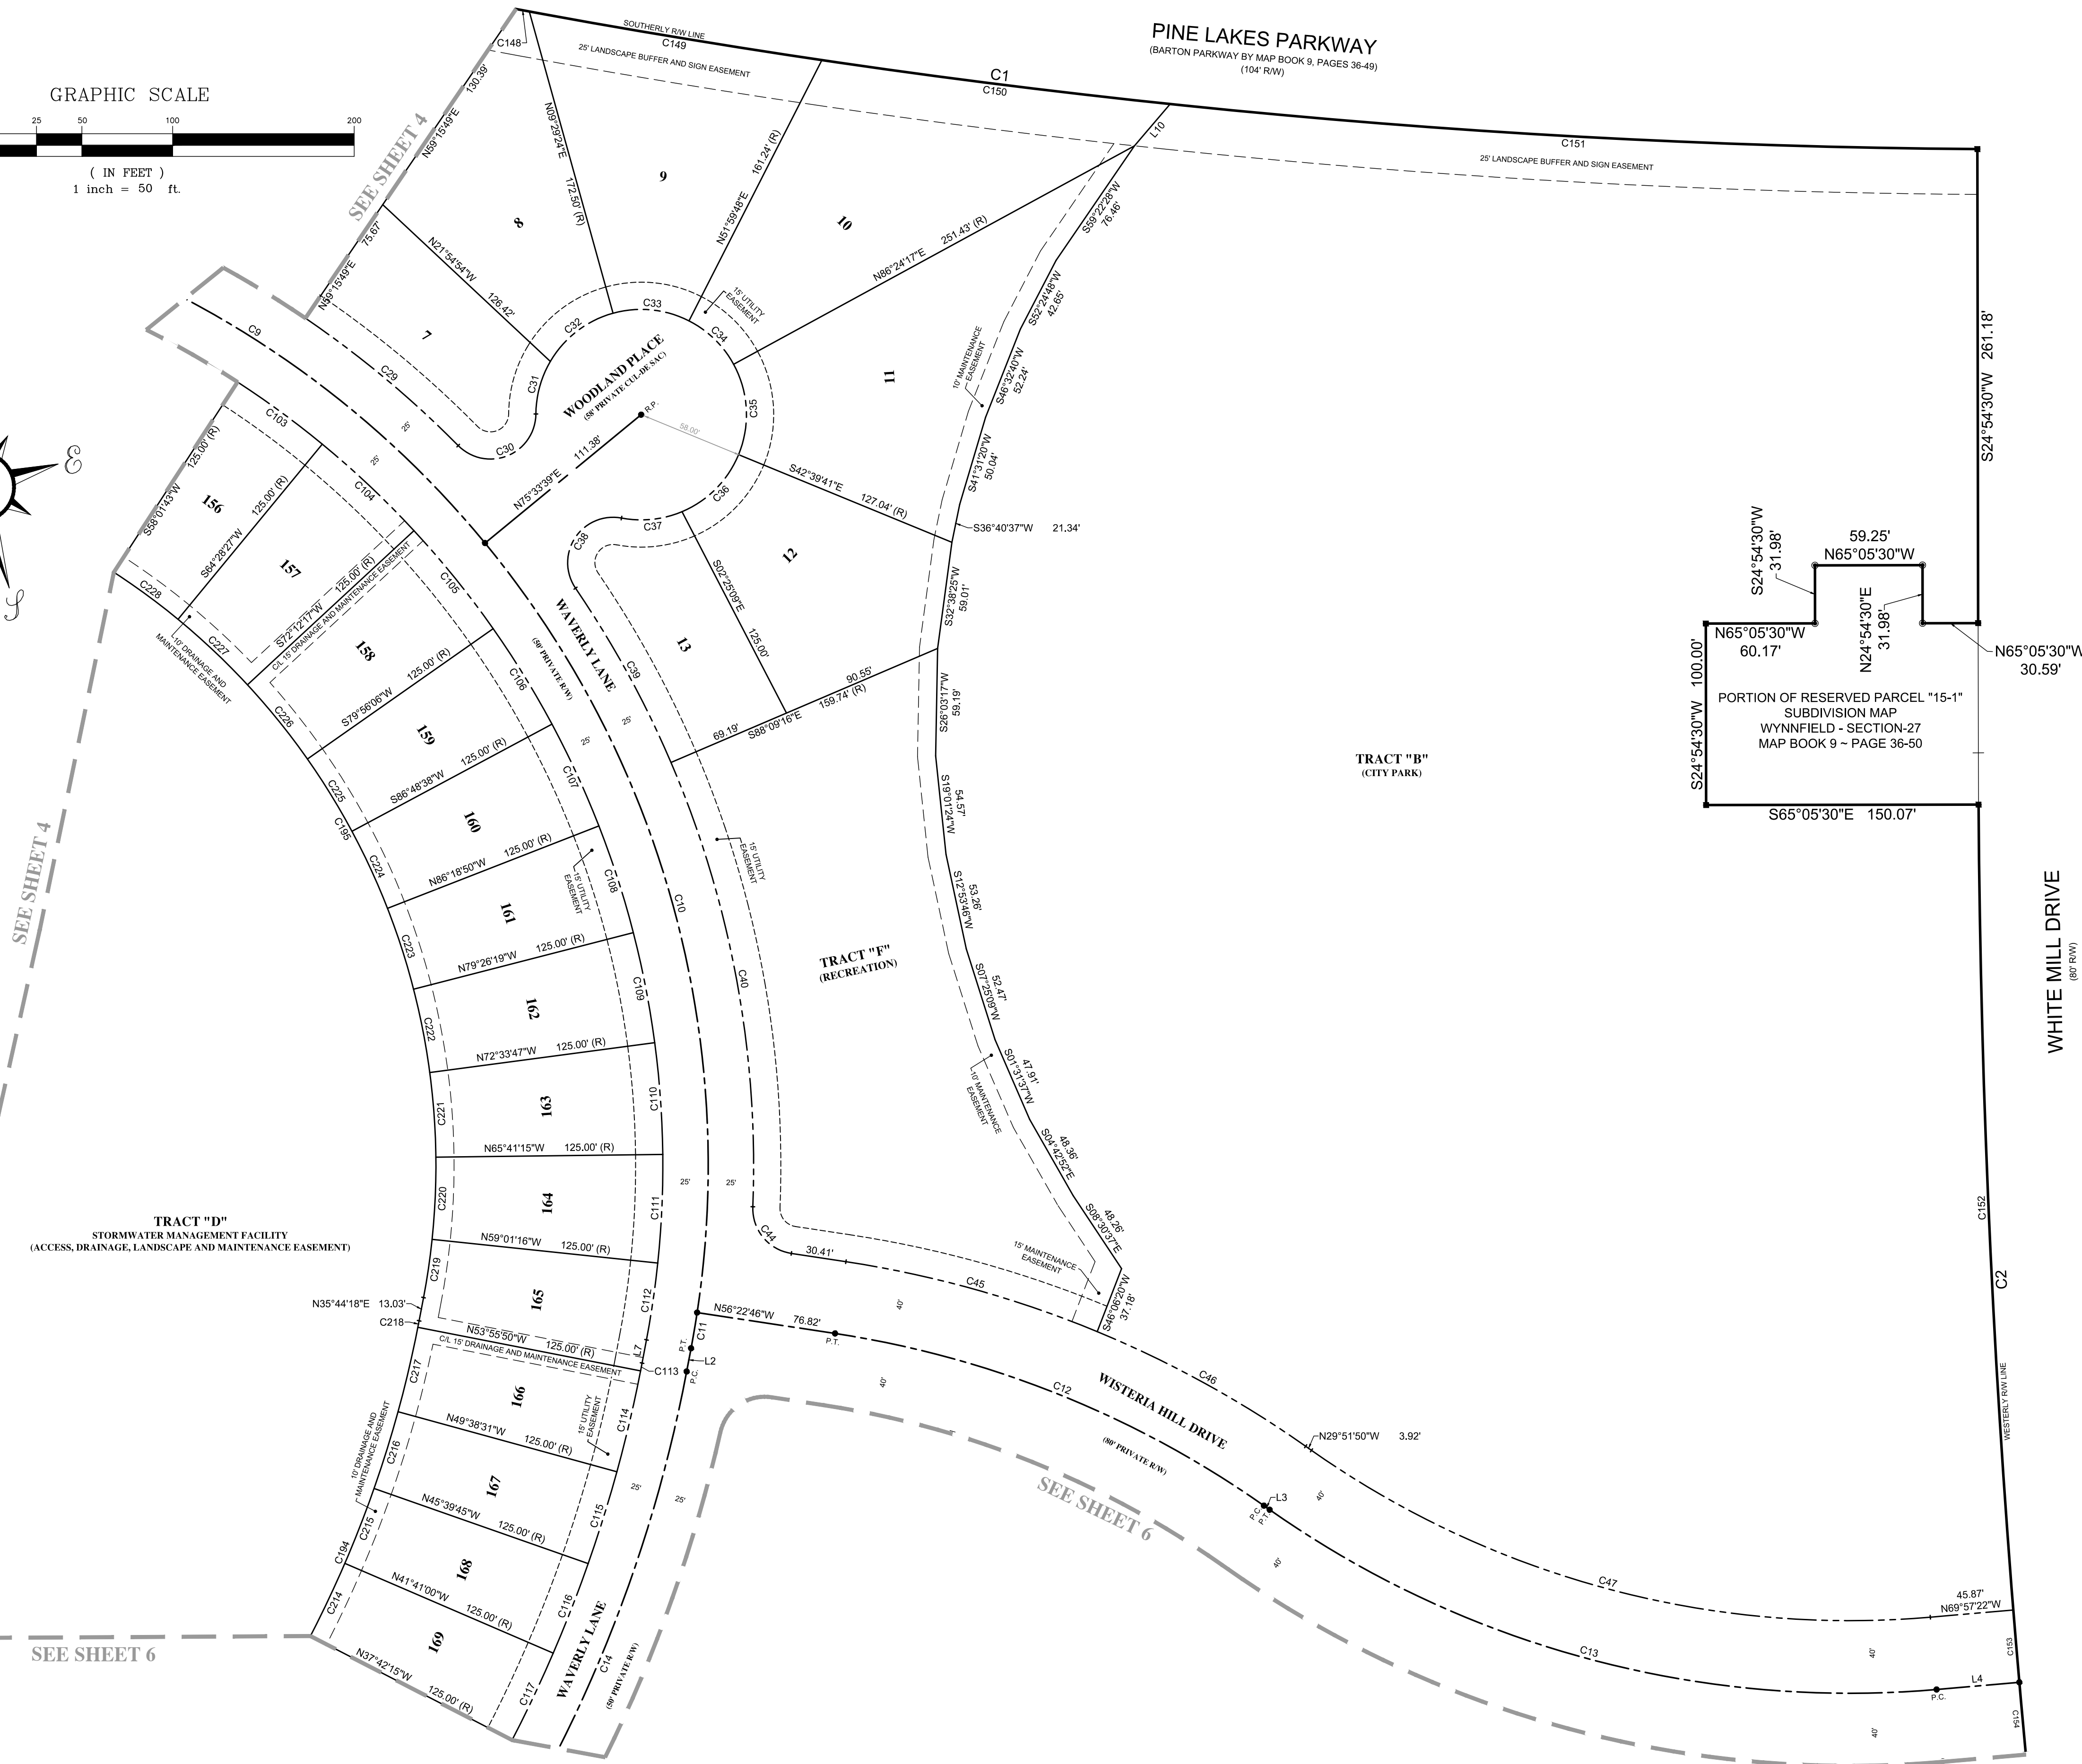 PINE LAKES PARKWAY
(BARTON PARKWAY BY MAP BOOK 9, PAGES 36-49)
(104' R/W)
SOUTHERLY R/W LINE
C148
C149
25' LANDSCAPE BUFFER AND SIGN EASEMENT
C1
C150
C151
25' LANDSCAPE BUFFER AND SIGN EASEMENT
L10
GRAPHIC SCALE
25
50
100
200
( IN FEET )
1 inch = 50 ft.
SEE SHEET 4
N59°15'49"E
130.39'
N59°15'49"E
75.67'
7
8
9
10
11
12
13
N21°54'54"W
126.42'
N09°29'24"E
172.50' (R)
N51°59'48"E
161.24' (R)
N86°24'17"E
251.43' (R)
15' UTILITY
EASEMENT
C9
C29
C30
C31
C32
C33
C34
C35
C36
C37
C38
C39
WOODLAND PLACE
(58' PRIVATE CUL-DE SAC)
R.P.
58.00'
N75°33'39"E
111.38'
S42°39'41"E
127.04' (R)
S02°25'09"E
125.00'
69.19'
90.55'
S88°09'16"E
159.74' (R)
S59°22'28"W
76.46'
S52°24'48"W
42.65'
S46°32'40"W
52.24'
S41°31'20"W
50.04'
S36°40'37"W 21.34'
S32°38'25"W
59.01'
S26°03'17"W
59.19'
S19°01'24"W
54.57'
S12°53'46"W
53.26'
S07°25'09"W
52.47'
S01°31'37"W
47.91'
S04°42'52"E
48.36'
S08°30'37"E
48.26'
S46°06'20"W
37.18'
10' MAINTENANCE
EASEMENT
10' MAINTENANCE
EASEMENT
15' MAINTENANCE
EASEMENT
WAVERLY LANE
(50' PRIVATE R/W)
25'
25'
25'
25'
C10
C40
15' UTILITY
EASEMENT
TRACT "F"
(RECREATION)
TRACT "B"
(CITY PARK)
S24°54'30"W 261.18'
S24°54'30"W
31.98'
59.25'
N65°05'30"W
N24°54'30"E
31.98'
N65°05'30"W
60.17'
N65°05'30"W
30.59'
S24°54'30"W 100.00'
PORTION OF RESERVED PARCEL "15-1"
SUBDIVISION MAP
WYNNFIELD - SECTION-27
MAP BOOK 9 ~ PAGE 36-50
S65°05'30"E 150.07'
WHITE MILL DRIVE
(80' R/W)
C152
C2
WESTERLY R/W LINE
C153
C154
E
S
156
157
158
159
160
161
162
163
164
165
166
167
168
169
S58°01'43"W
125.00' (R)
S64°28'27"W
125.00' (R)
S72°12'17"W
125.00' (R)
C/L 15' DRAINAGE AND MAINTENANCE EASEMENT
S79°56'06"W
125.00' (R)
S86°48'38"W
125.00' (R)
N86°18'50"W
125.00' (R)
N79°26'19"W
125.00' (R)
N72°33'47"W
125.00' (R)
N65°41'15"W
125.00' (R)
N59°01'16"W
125.00' (R)
N53°55'50"W
125.00' (R)
C/L 15' DRAINAGE AND MAINTENANCE EASEMENT
N49°38'31"W
125.00' (R)
N45°39'45"W
125.00' (R)
N41°41'00"W
125.00' (R)
N37°42'15"W
125.00' (R)
C103
C104
C105
C106
C107
C108
C109
C110
C111
C112
L7
C113
C114
C115
C116
C117
C228
C227
C226
C225
C195
C224
C223
C222
C221
C220
C219
N35°44'18"E 13.03'
C218
C217
C216
C215
C194
C214
10' DRAINAGE AND
MAINTENANCE EASEMENT
10' DRAINAGE AND
MAINTENANCE EASEMENT
15' UTILITY
EASEMENT
15' UTILITY
EASEMENT
SEE SHEET 4
TRACT "D"
STORMWATER MANAGEMENT FACILITY
(ACCESS, DRAINAGE, LANDSCAPE AND MAINTENANCE EASEMENT)
SEE SHEET 6
25'
25'
C44
30.41'
C45
C46
C47
N29°51'50"W 3.92'
45.87'
N69°57'22"W
N56°22'46"W
76.82'
C11
P.T.
L2
P.C.
P.T.
40'
40'
C12
WISTERIA HILL DRIVE
(80' PRIVATE R/W)
P.C.
P.T.
L3
40'
40'
C13
P.C.
L4
40'
40'
SEE SHEET 6
25'
25'
WAVERLY LANE
(50' PRIVATE R/W)
C14